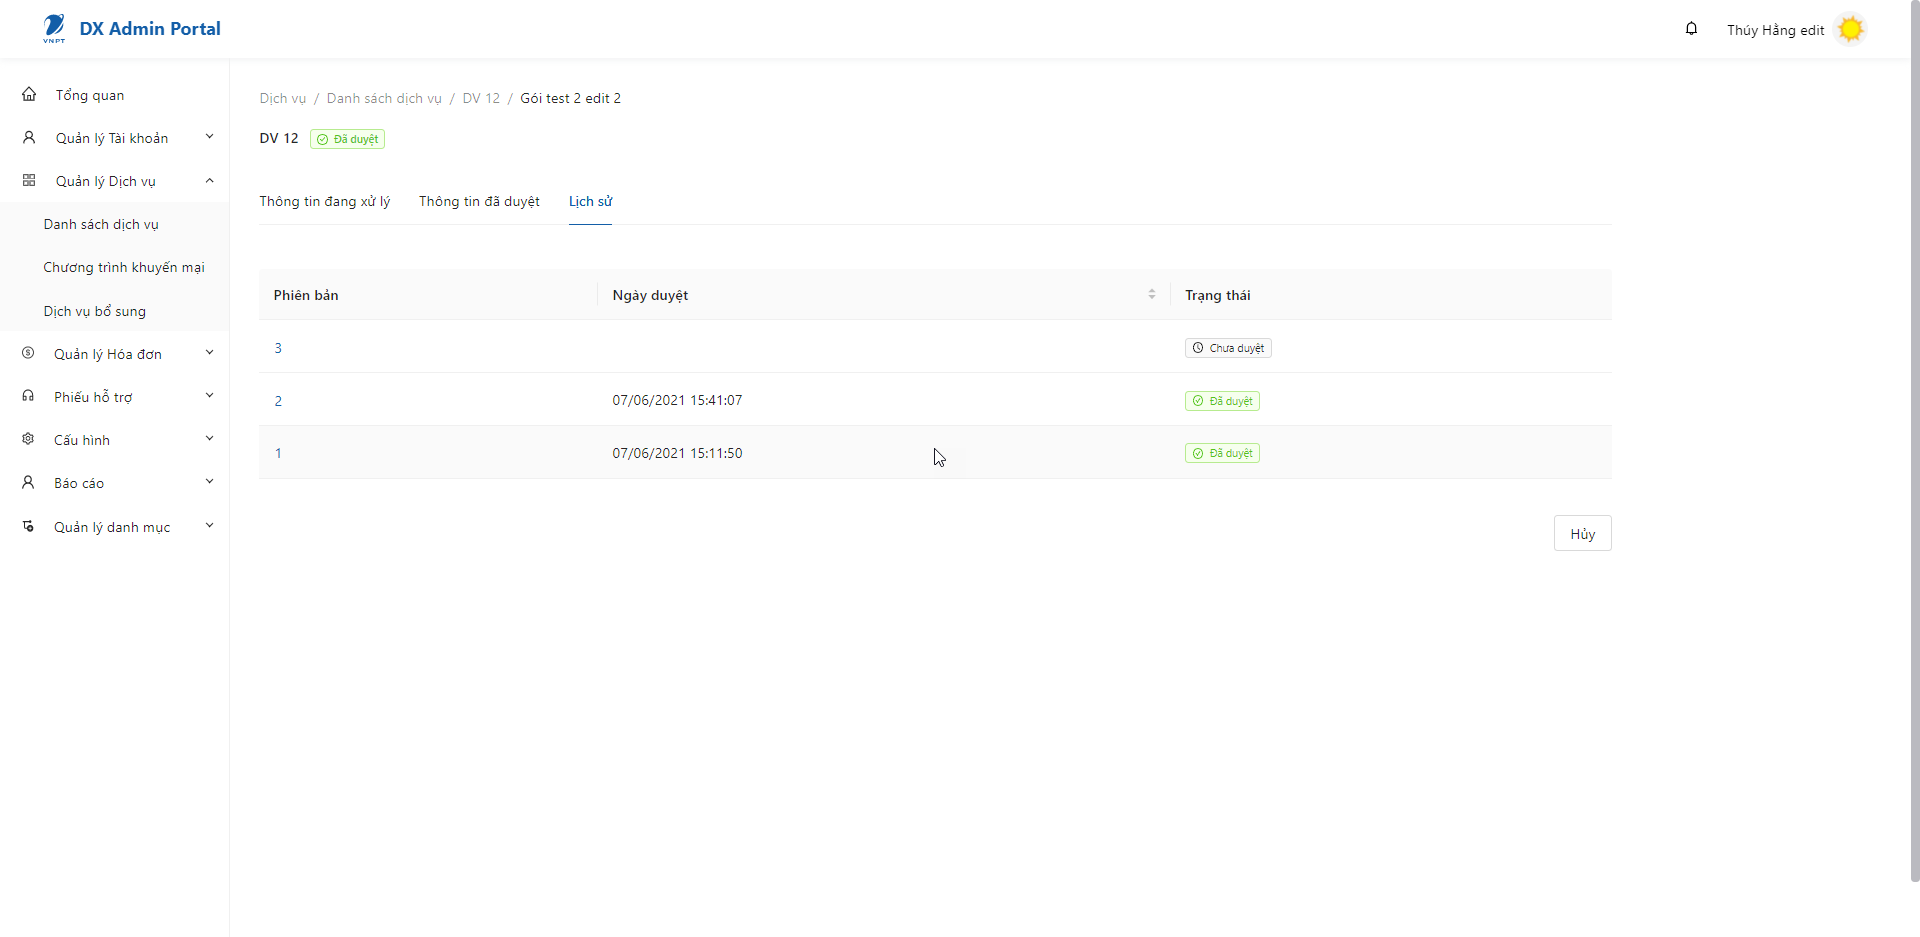 VNPT
DX Admin Portal
Thúy Hằng edit
Tổng quan
Quản lý Tài khoản
Quản lý Dịch vụ
Danh sách dịch vụ
Chương trình khuyến mại
Dịch vụ bổ sung
Quản lý Hóa đơn
Phiếu hỗ trợ
Cấu hình
Báo cáo
Quản lý danh mục
Dịch vụ / Danh sách dịch vụ / DV 12 / Gói test 2 edit 2
DV 12 Đã duyệt
Thông tin đang xử lý Thông tin đã duyệt Lịch sử
Phiên bản Ngày duyệt Trạng thái
3 Chưa duyệt
2 07/06/2021 15:41:07 Đã duyệt
1 07/06/2021 15:11:50 Đã duyệt
Hủy